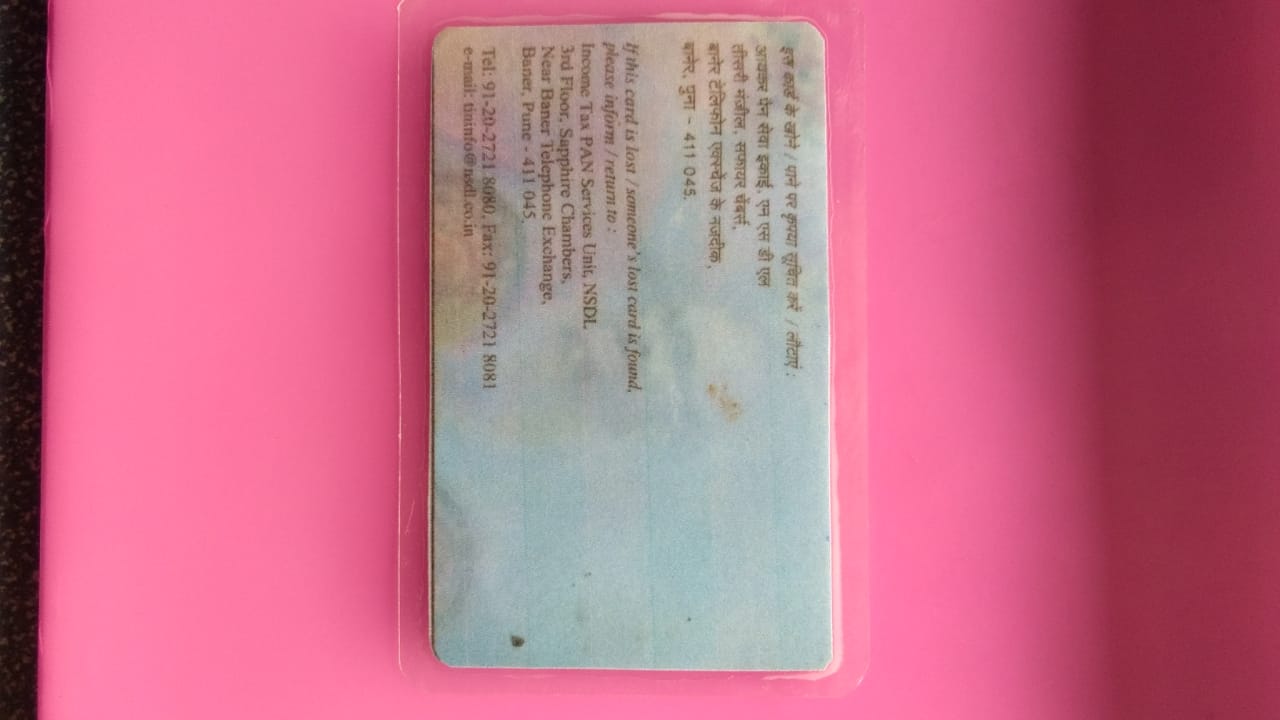 इस कार्ड के खोने / पाने पर कृपया सूचित करें / लौटाएं :
आयकर पैन सेवा इकाई, एन एस डी एल
तीसरी मंजील, सफायर चेंबर्स,
बानेर टेलिफोन एक्स्चेंज के नजदीक,
बानेर, पुना - 411 045.
If this card is lost / someone's lost card is found,
please inform / return to :
Income Tax PAN Services Unit, NSDL
3rd Floor, Sapphire Chambers,
Near Baner Telephone Exchange,
Baner, Pune - 411 045.
Tel: 91-20-2721 8080, Fax: 91-20-2721 8081
e-mail: tininfo@nsdl.co.in